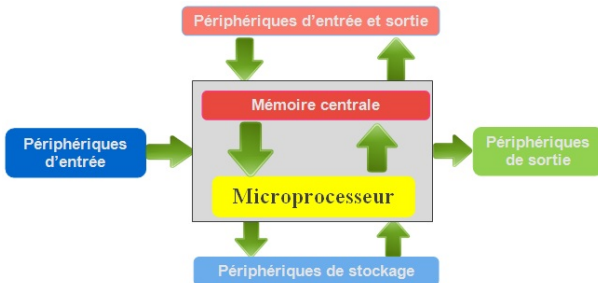 Périphériques d'entrée et sortie
Mémoire centrale
Périphériques
d'entrée
Périphériques
de sortie
Microprocesseur
Périphériques de stockage